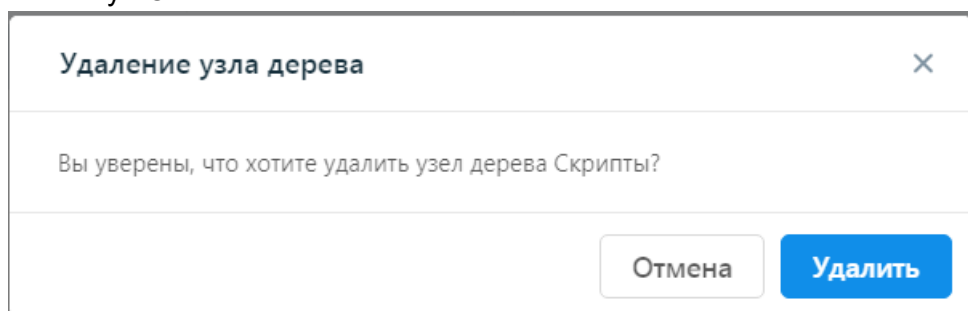 Удаление узла дерева
Вы уверены, что хотите удалить узел дерева Скрипты?
Отмена
Удалить